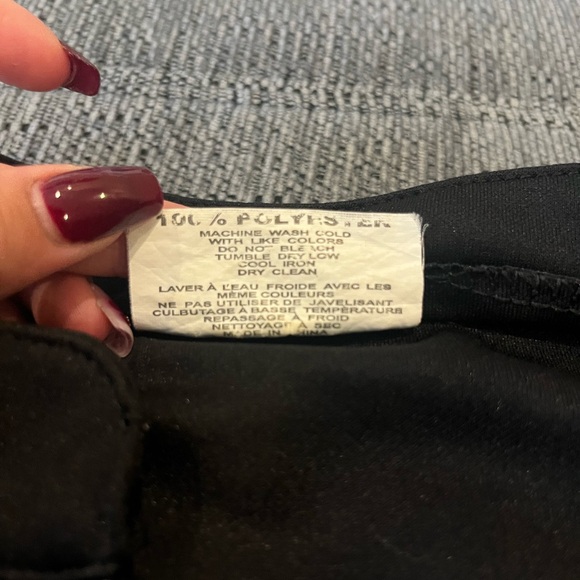 100% POLYESTER
MACHINE WASH COLD
WITH LIKE COLORS
DO NOT BLEACH
TUMBLE DRY LOW
COOL IRON
DRY CLEAN
LAVER À L'EAU FROIDE AVEC LES
MÊME COULEURS
NE PAS UTILISER DE JAVELISANT
CULBUTAGE À BASSE TEMPÉRATURE
REPASSAGE À FROID
NETTOYAGE À SEC
MADE IN CHINA